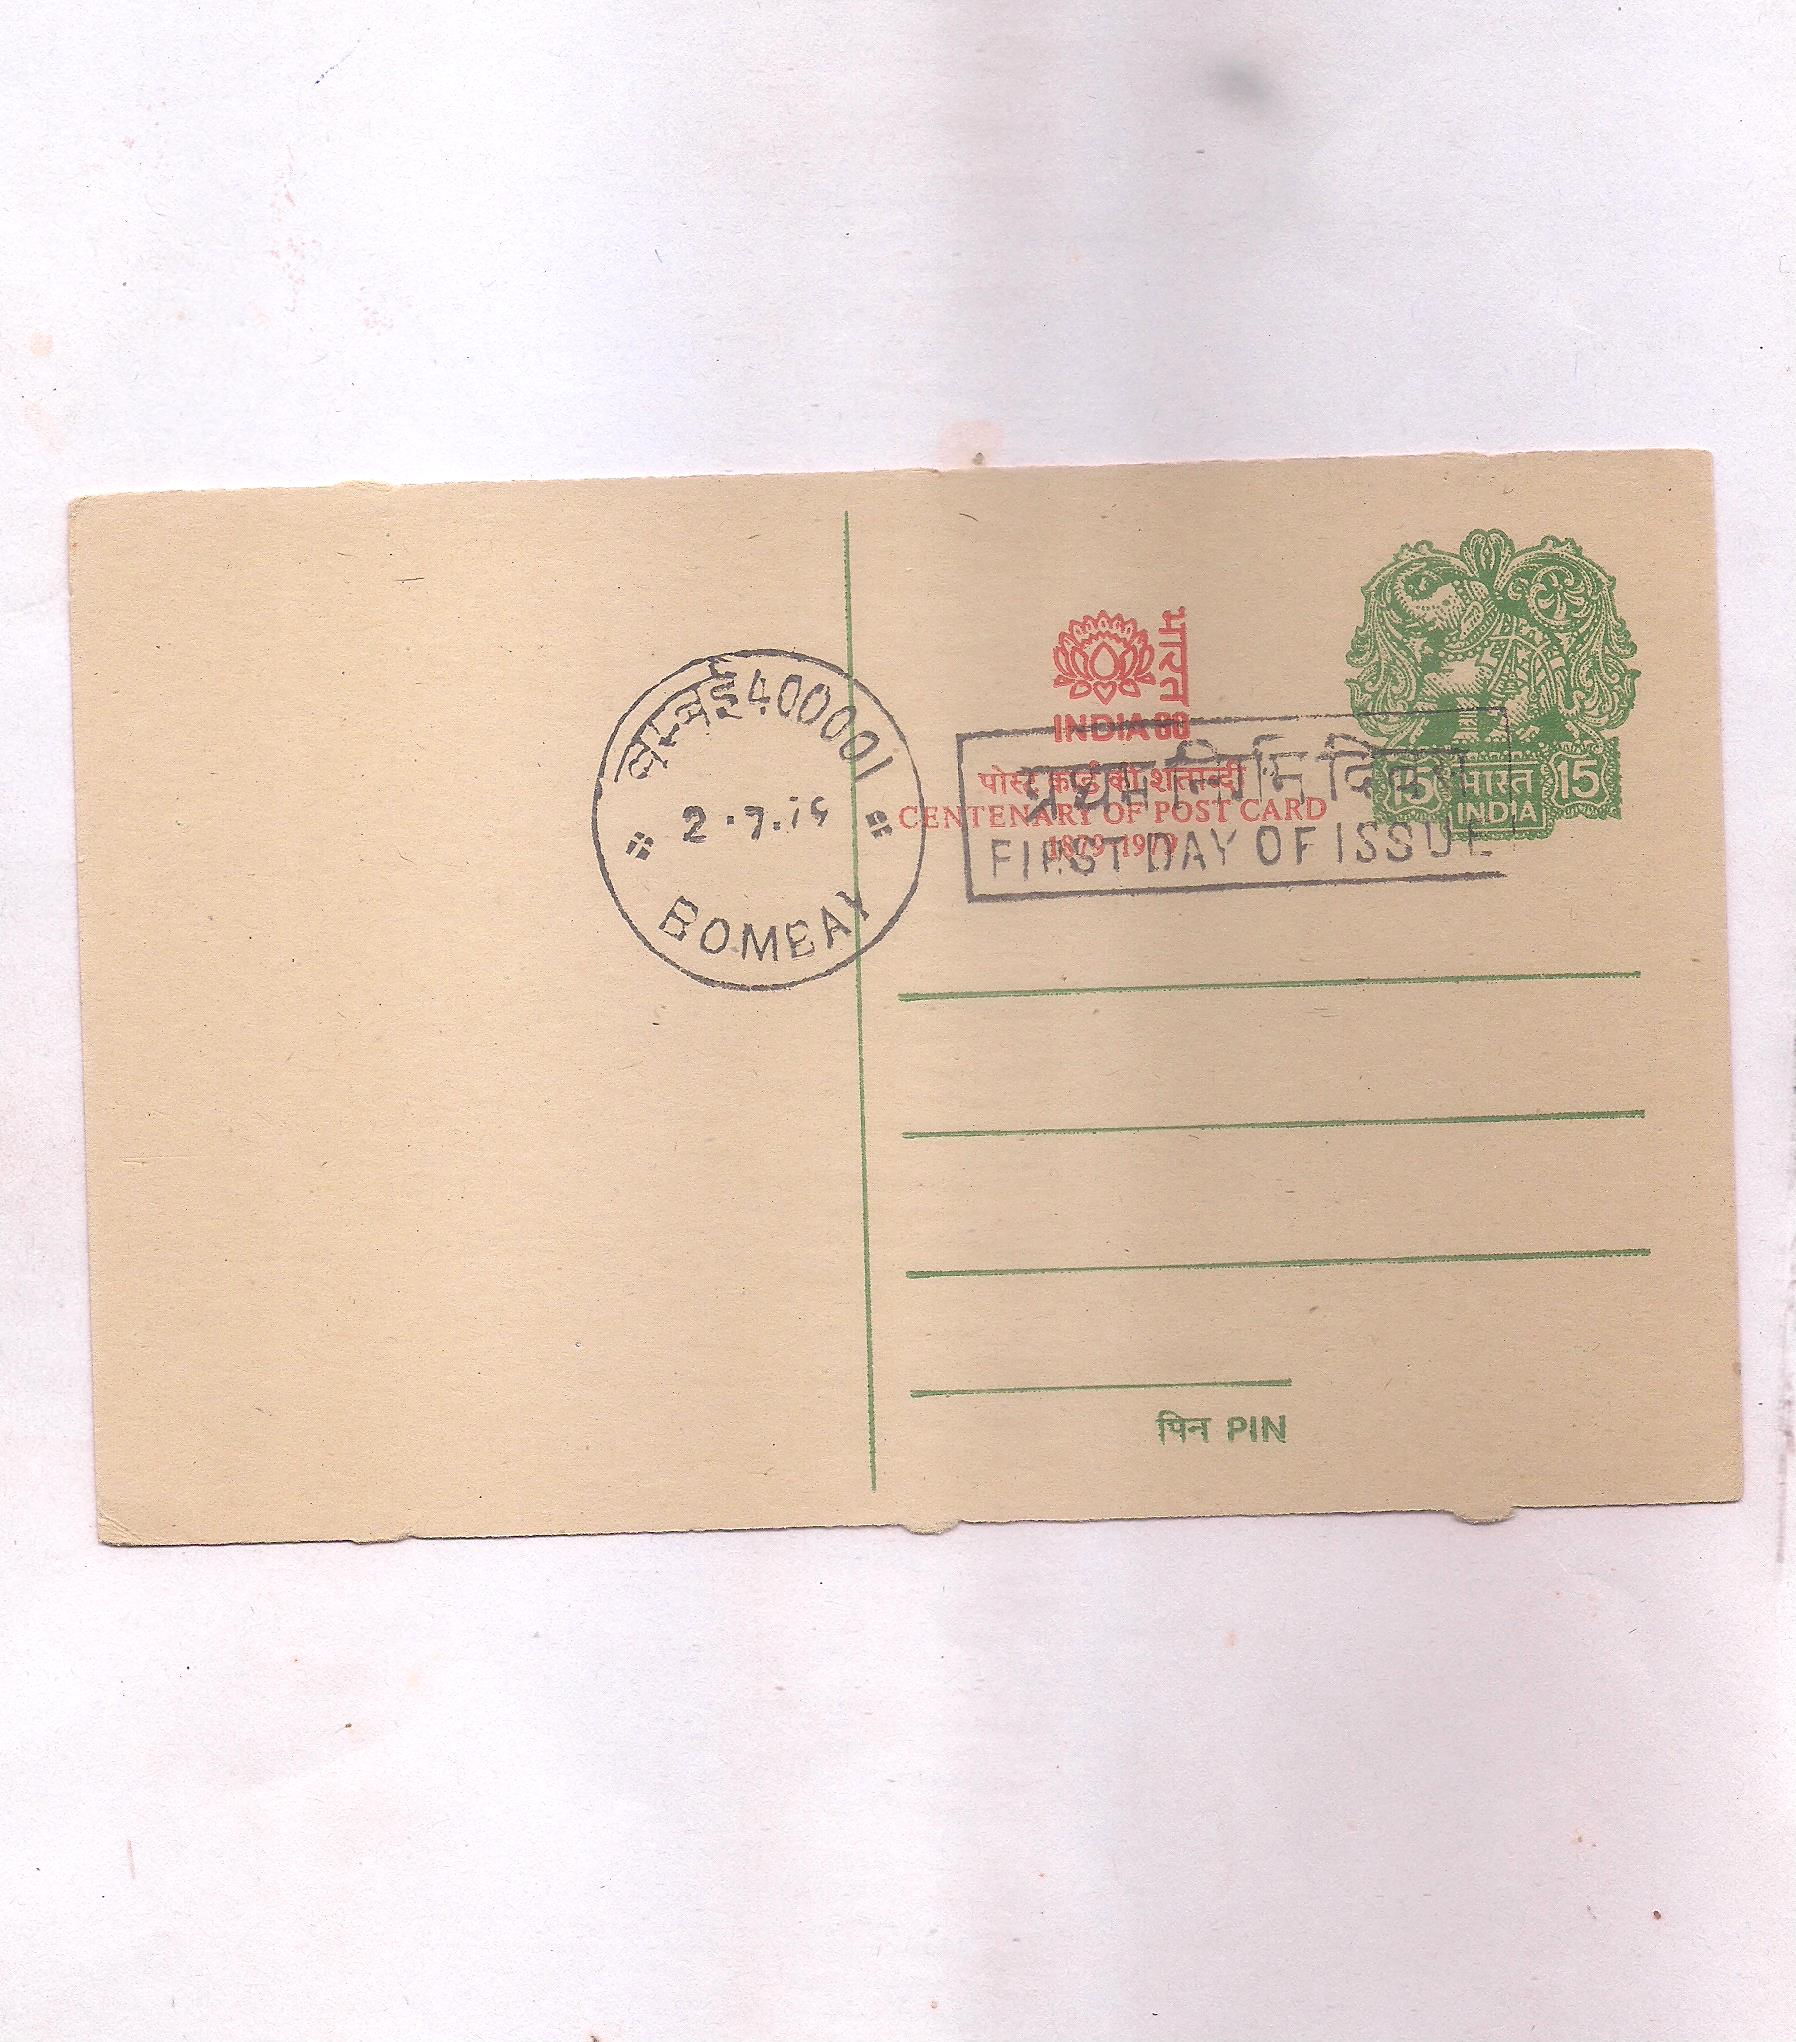 भारत
INDIA 80
पोस्ट कार्ड की शताब्दी
CENTENARY OF POST CARD
1879-1979
15 भारत 15
INDIA
बम्बई 400001
2.7.79
BOMBAY
प्रथम दिवस
FIRST DAY OF ISSUE
पिन PIN